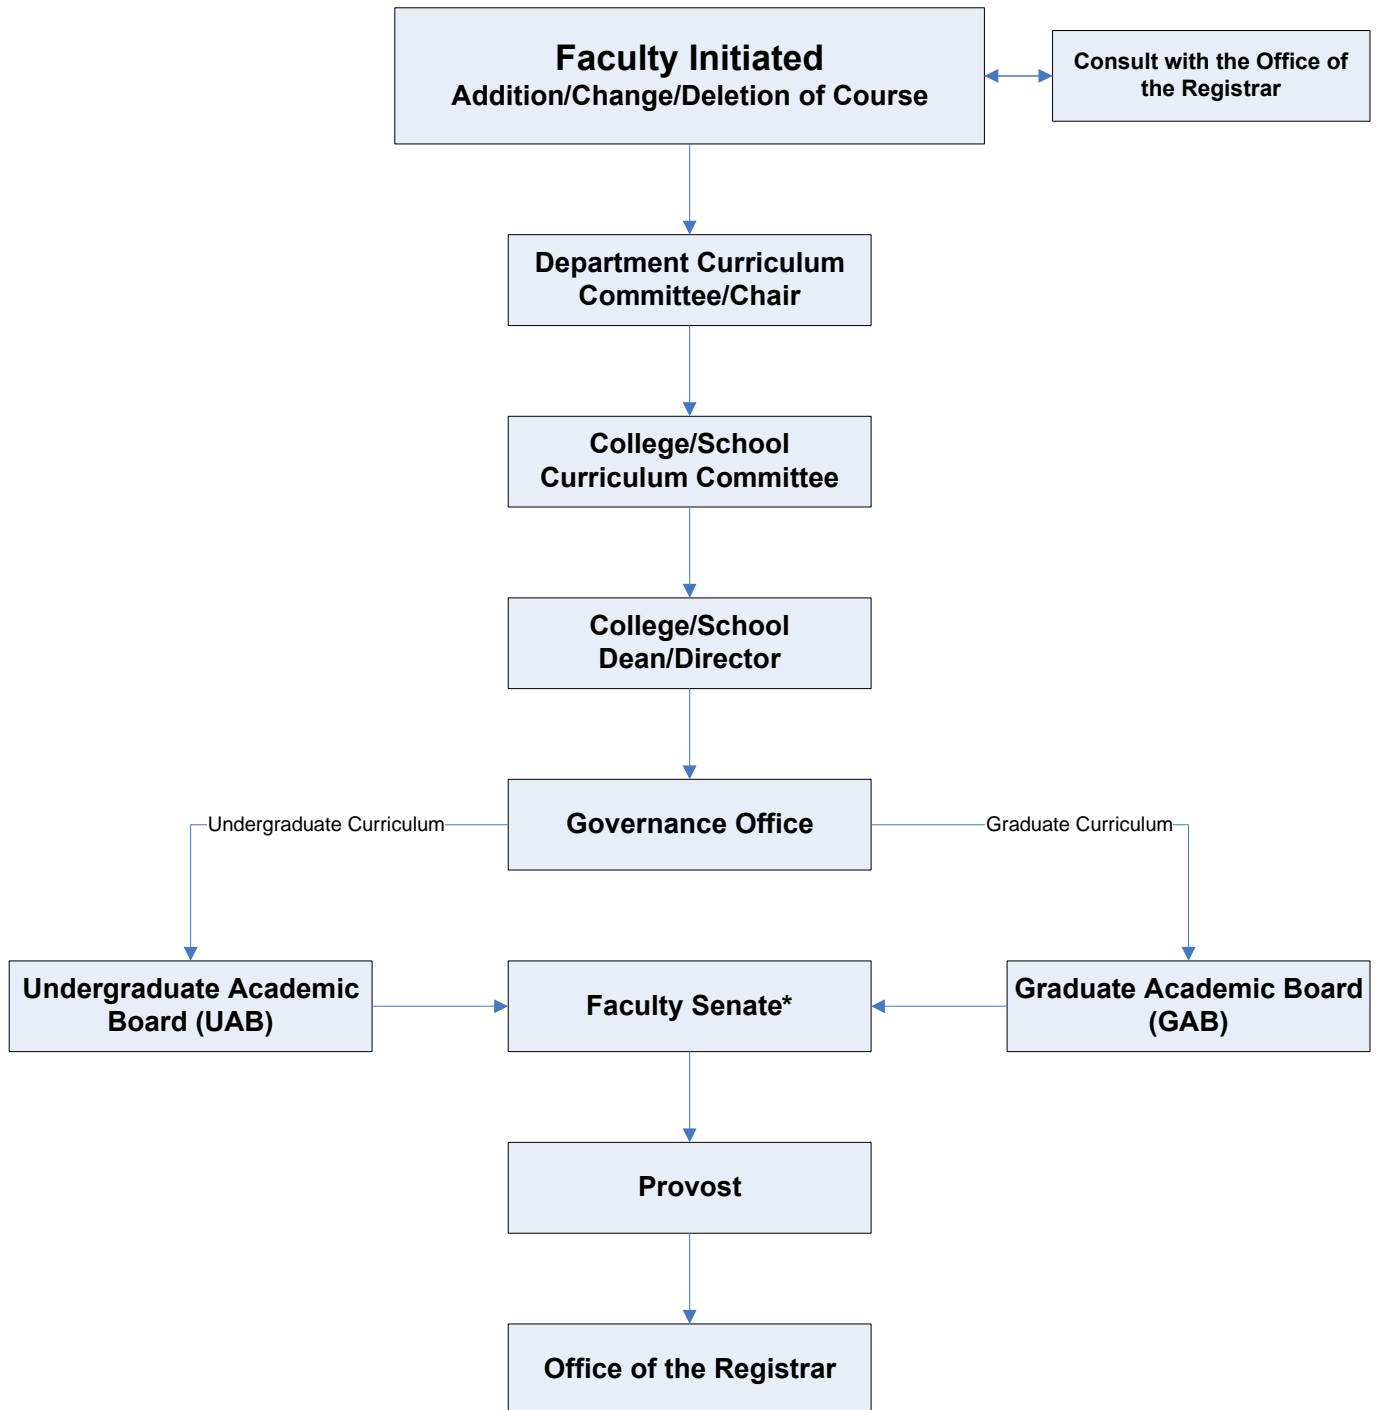 Faculty Initiated
Addition/Change/Deletion of Course
Consult with the Office of
the Registrar
Department Curriculum
Committee/Chair
College/School
Curriculum Committee
College/School
Dean/Director
Undergraduate Curriculum
Governance Office
Graduate Curriculum
Undergraduate Academic
Board (UAB)
Faculty Senate*
Graduate Academic Board
(GAB)
Provost
Office of the Registrar